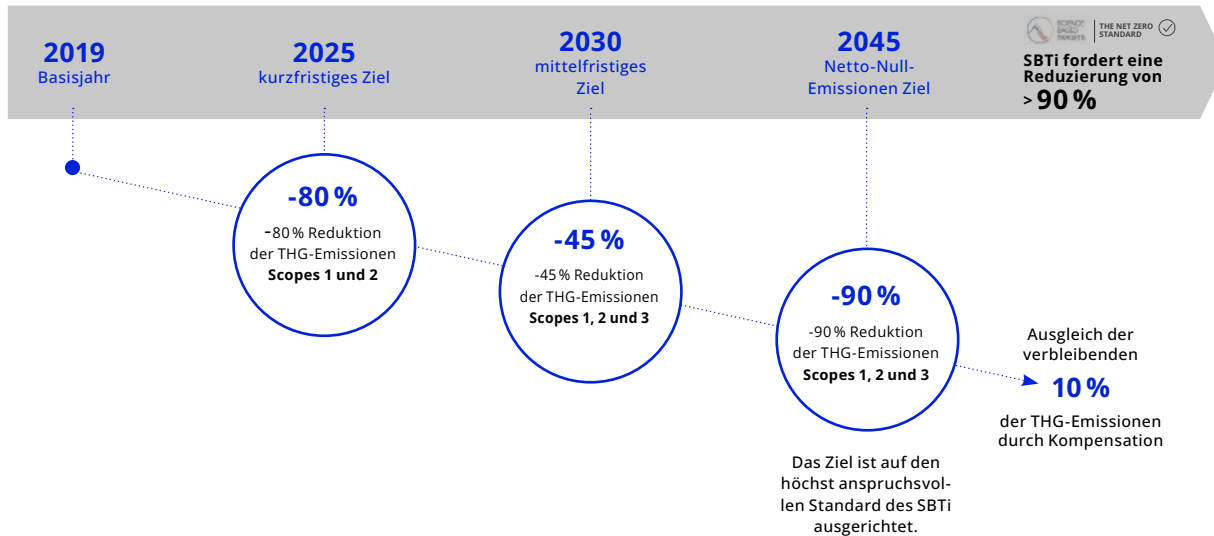 2019
Basisjahr
2025
kurzfristiges Ziel
2030
mittelfristiges
Ziel
2045
Netto-Null-
Emissionen Ziel
SCIENCE
BASED
TARGETS
THE NET ZERO
STANDARD
SBTi fordert eine
Reduzierung von
> 90 %
-80 %
-80 % Reduktion
der THG-Emissionen
Scopes 1 und 2
-45 %
-45 % Reduktion
der THG-Emissionen
Scopes 1, 2 und 3
-90 %
-90 % Reduktion
der THG-Emissionen
Scopes 1, 2 und 3
Das Ziel ist auf den
höchst anspruchsvol-
len Standard des SBTi
ausgerichtet.
Ausgleich der
verbleibenden
10 %
der THG-Emissionen
durch Kompensation